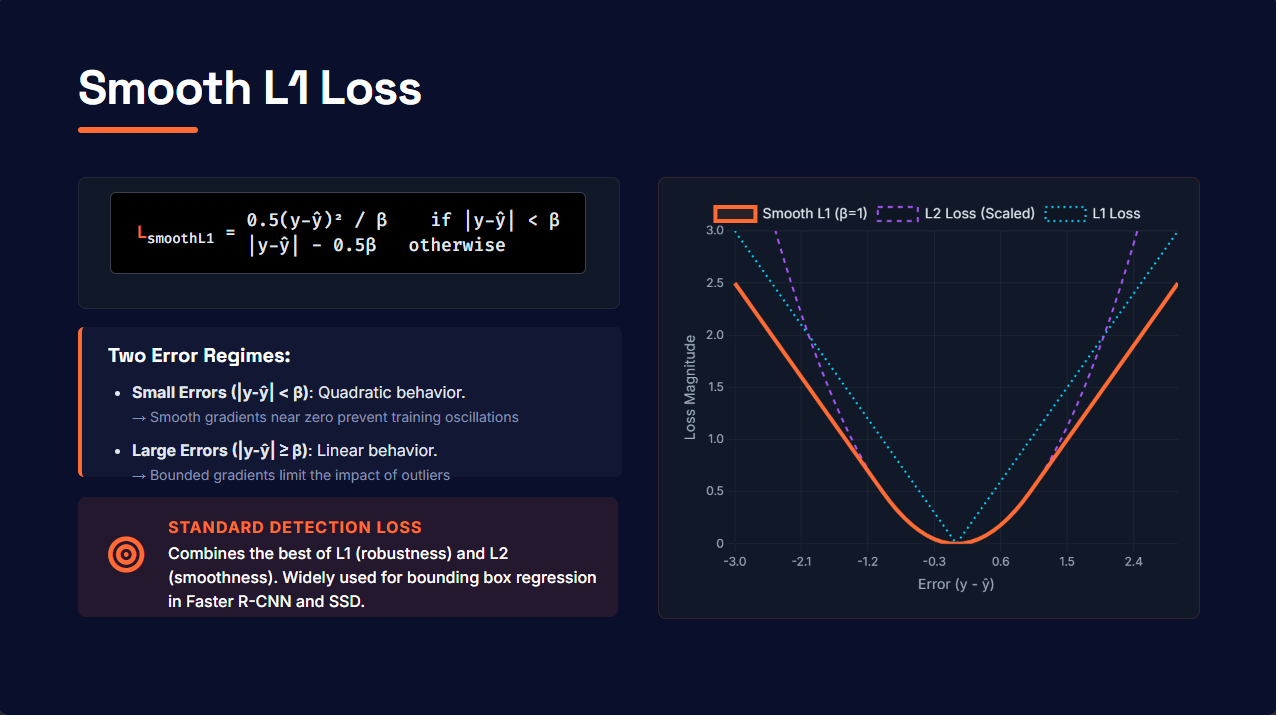 Smooth L1 Loss
L smoothL1 =
0.5(y-ŷ)² / β if |y-ŷ| < β
|y-ŷ| - 0.5β otherwise
Two Error Regimes:
• Small Errors (|y-ŷ| < β): Quadratic behavior.
→ Smooth gradients near zero prevent training oscillations
• Large Errors (|y-ŷ| ≥ β): Linear behavior.
→ Bounded gradients limit the impact of outliers
STANDARD DETECTION LOSS
Combines the best of L1 (robustness) and L2
(smoothness). Widely used for bounding box regression
in Faster R-CNN and SSD.
Smooth L1 (β=1) L2 Loss (Scaled) L1 Loss
Loss Magnitude
3.0
2.5
2.0
1.5
1.0
0.5
0
-3.0 -2.1 -1.2 -0.3 0.6 1.5 2.4
Error (y - ŷ)